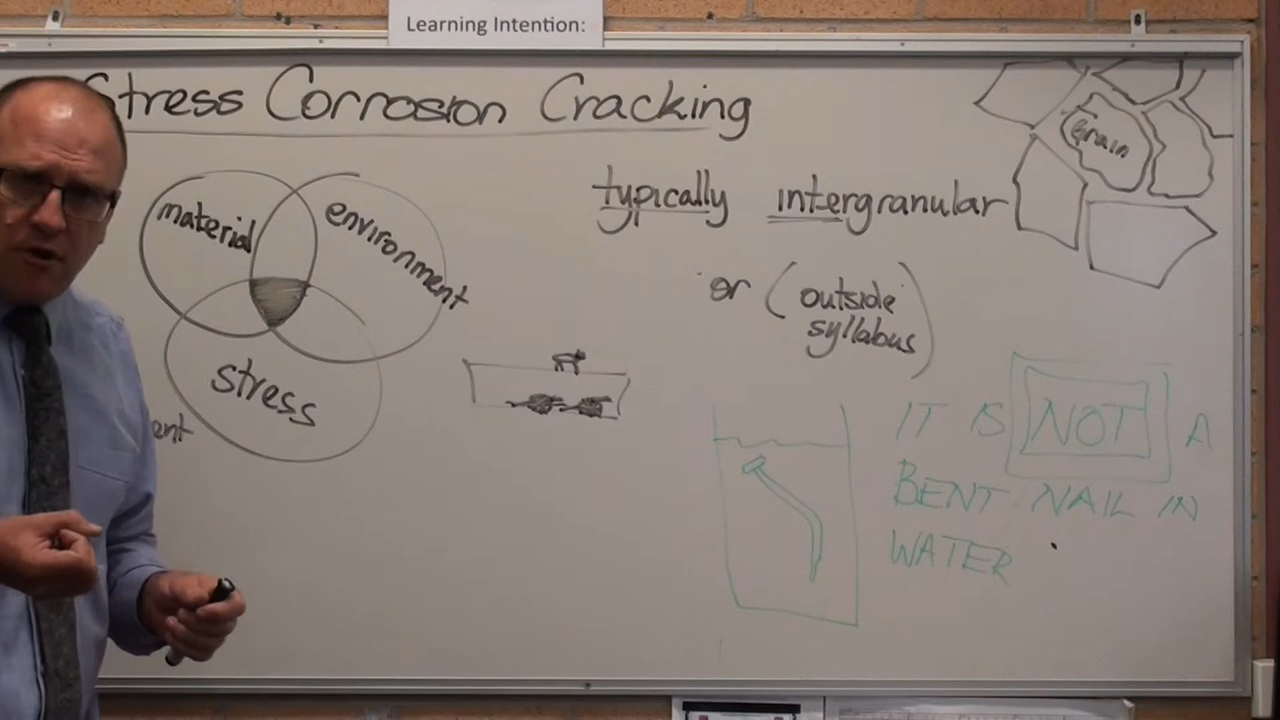 Learning Intention:
Stress Corrosion Cracking
material
environment
stress
ent
typically intergranular
or (outside
syllabus)
Grain
IT IS NOT A
BENT NAIL IN
WATER